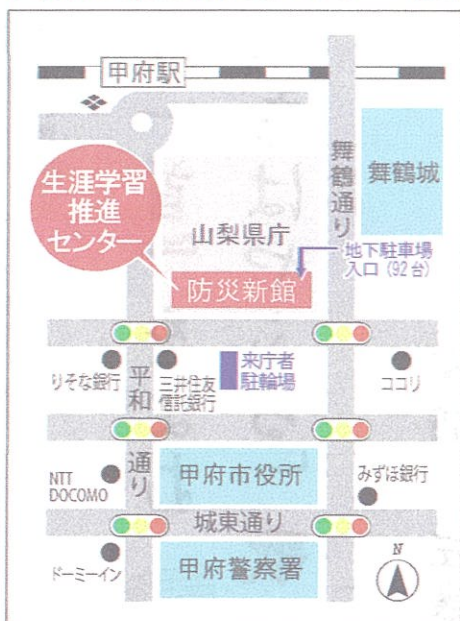 甲府駅
生涯学習
推進
センター
舞鶴通り
舞鶴城
山梨県庁
地下駐車場
入口（92台）
防災新館
りそな銀行
平和通り
三井住友
信託銀行
来庁者
駐輪場
ココリ
NTT
DOCOMO
甲府市役所
みずほ銀行
城東通り
ドーミーイン
甲府警察署
N